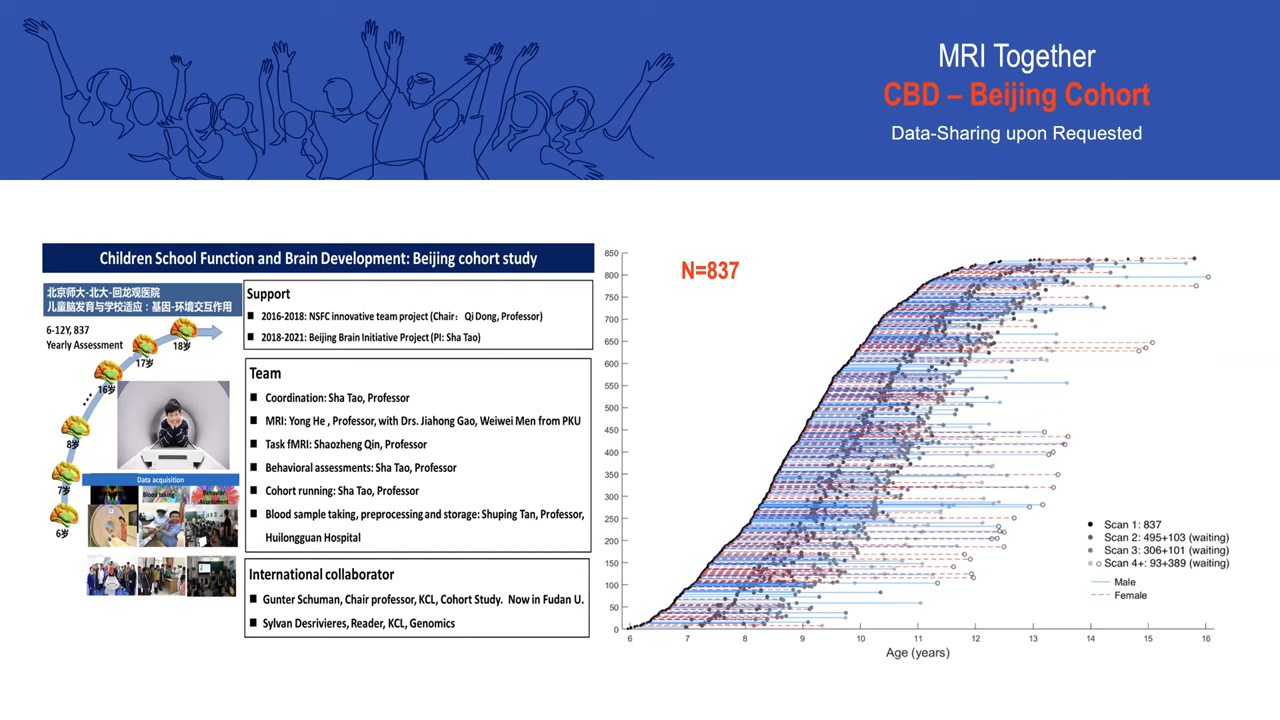 MRI Together
CBD – Beijing Cohort
Data-Sharing upon Requested
Children School Function and Brain Development: Beijing cohort study
北京师大-北大-回龙观医院
儿童脑发育与学校适应：基因-环境交互作用
6-12Y, 837
Yearly Assessment
18岁
17岁
16岁
8岁
7岁
6岁
Data acquisition
Blood taking
Behavior
Assessment
Support
■ 2016-2018: NSFC innovative team project (Chair： Qi Dong, Professor)
■ 2018-2021: Beijing Brain Initiative Project (PI: Sha Tao)
Team
■ Coordination: Sha Tao, Professor
■ MRI: Yong He , Professor, with Drs. Jiahong Gao, Weiwei Men from PKU
■ Task fMRI: Shaozheng Qin, Professor
■ Behavioral assessments: Sha Tao, Professor
■ Cohort running: Sha Tao, Professor
■ Blood sample taking, preprocessing and storage: Shuping Tan, Professor,
Huilongguan Hospital
International collaborator
■ Gunter Schuman, Chair professor, KCL, Cohort Study. Now in Fudan U.
■ Sylvan Desrivieres, Reader, KCL, Genomics
N=837
850
800
750
700
650
600
550
500
450
400
350
300
250
200
150
100
50
0
6 7 8 9 10 11 12 13 14 15 16
Age (years)
Scan 1: 837
Scan 2: 495+103 (waiting)
Scan 3: 306+101 (waiting)
Scan 4+: 93+389 (waiting)
Male
Female